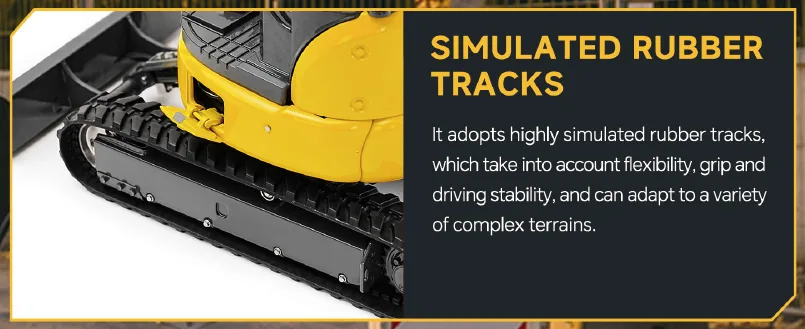 SIMULATED RUBBER
TRACKS
It adopts highly simulated rubber tracks,
which take into account flexibility, grip and
driving stability, and can adapt to a variety
of complex terrains.